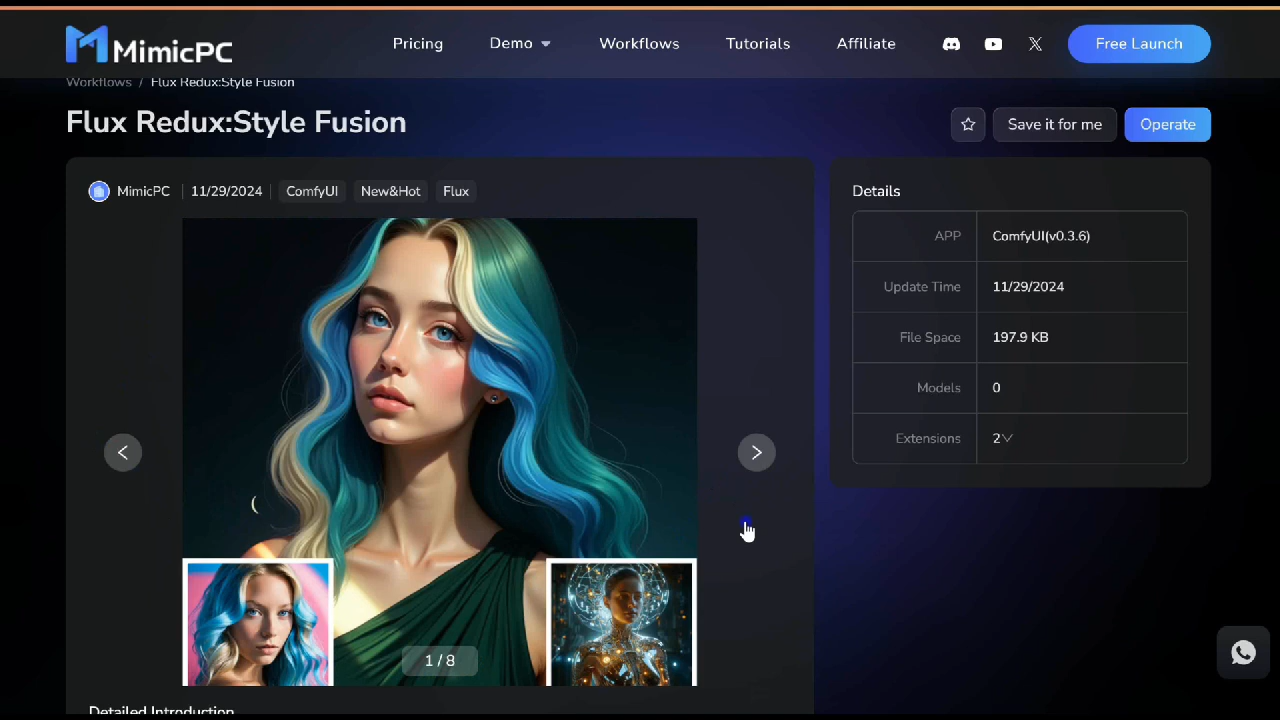 MimicPC
Pricing
Demo
Workflows
Tutorials
Affiliate
Free Launch
Workflows / Flux Redux:Style Fusion
Flux Redux:Style Fusion
Save it for me
Operate
MimicPC
11/29/2024
ComfyUI
New&Hot
Flux
1 / 8
Detailed Introduction
Details
APP ComfyUI(v0.3.6)
Update Time 11/29/2024
File Space 197.9 KB
Models 0
Extensions 2